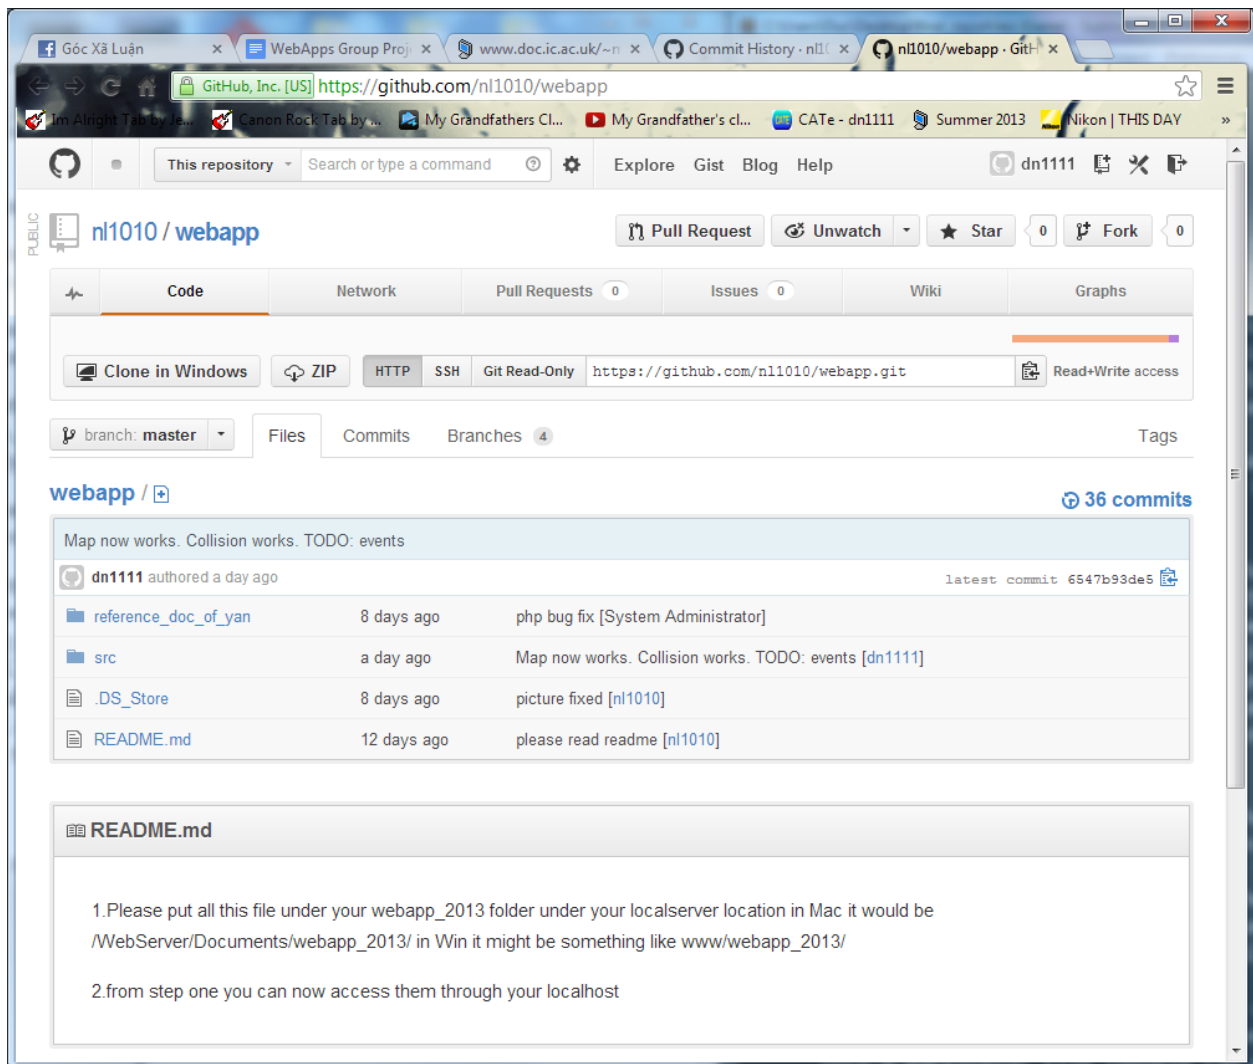 Góc Xã Luận
WebApps Group Proj
www.doc.ic.ac.uk/~n
Commit History · nl1(
nl1010/webapp · GitH
GitHub, Inc. [US] https://github.com/nl1010/webapp
Im Alright Tab by Je... Canon Rock Tab by ... My Grandfathers Cl... My Grandfather's cl... CATe - dn1111 Summer 2013 Nikon | THIS DAY »
This repository Search or type a command Explore Gist Blog Help dn1111
PUBLIC
nl1010 / webapp Pull Request Unwatch Star 0 Fork 0
Code Network Pull Requests 0 Issues 0 Wiki Graphs
Clone in Windows ZIP HTTP SSH Git Read-Only https://github.com/nl1010/webapp.git Read+Write access
branch: master Files Commits Branches 4 Tags
webapp / 36 commits
Map now works. Collision works. TODO: events
dn1111 authored a day ago latest commit 6547b93de5
reference_doc_of_yan 8 days ago php bug fix [System Administrator]
src a day ago Map now works. Collision works. TODO: events [dn1111]
.DS_Store 8 days ago picture fixed [nl1010]
README.md 12 days ago please read readme [nl1010]
README.md
1.Please put all this file under your webapp_2013 folder under your localserver location in Mac it would be
/WebServer/Documents/webapp_2013/ in Win it might be something like www/webapp_2013/
2.from step one you can now access them through your localhost